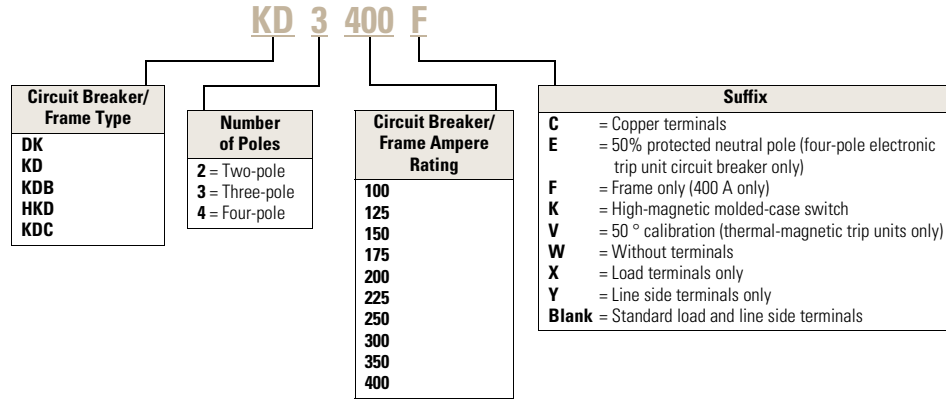 KD 3 400 F
Circuit Breaker/
Frame Type
DK
KD
KDB
HKD
KDC
Number
of Poles
2 = Two-pole
3 = Three-pole
4 = Four-pole
Circuit Breaker/
Frame Ampere
Rating
100
125
150
175
200
225
250
300
350
400
Suffix
C = Copper terminals
E = 50% protected neutral pole (four-pole electronic
trip unit circuit breaker only)
F = Frame only (400 A only)
K = High-magnetic molded-case switch
V = 50 ° calibration (thermal-magnetic trip units only)
W = Without terminals
X = Load terminals only
Y = Line side terminals only
Blank = Standard load and line side terminals